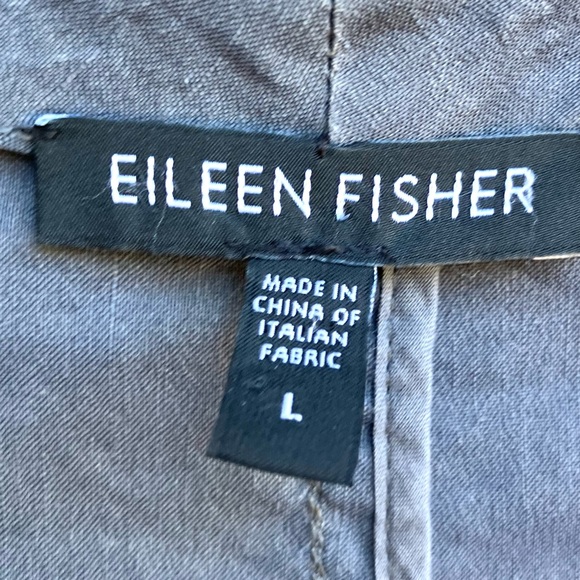 EILEEN FISHER
MADE IN
CHINA OF
ITALIAN
FABRIC
L